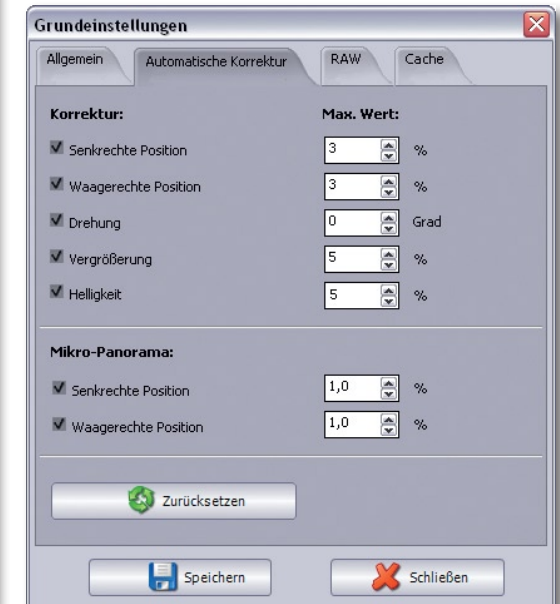 Grundeinstellungen
Allgemein Automatische Korrektur RAW Cache
Korrektur: Max. Wert:
Senkrechte Position 3 %
Waagerechte Position 3 %
Drehung 0 Grad
Vergrößerung 5 %
Helligkeit 5 %
Mikro-Panorama:
Senkrechte Position 1,0 %
Waagerechte Position 1,0 %
Zurücksetzen
Speichern Schließen